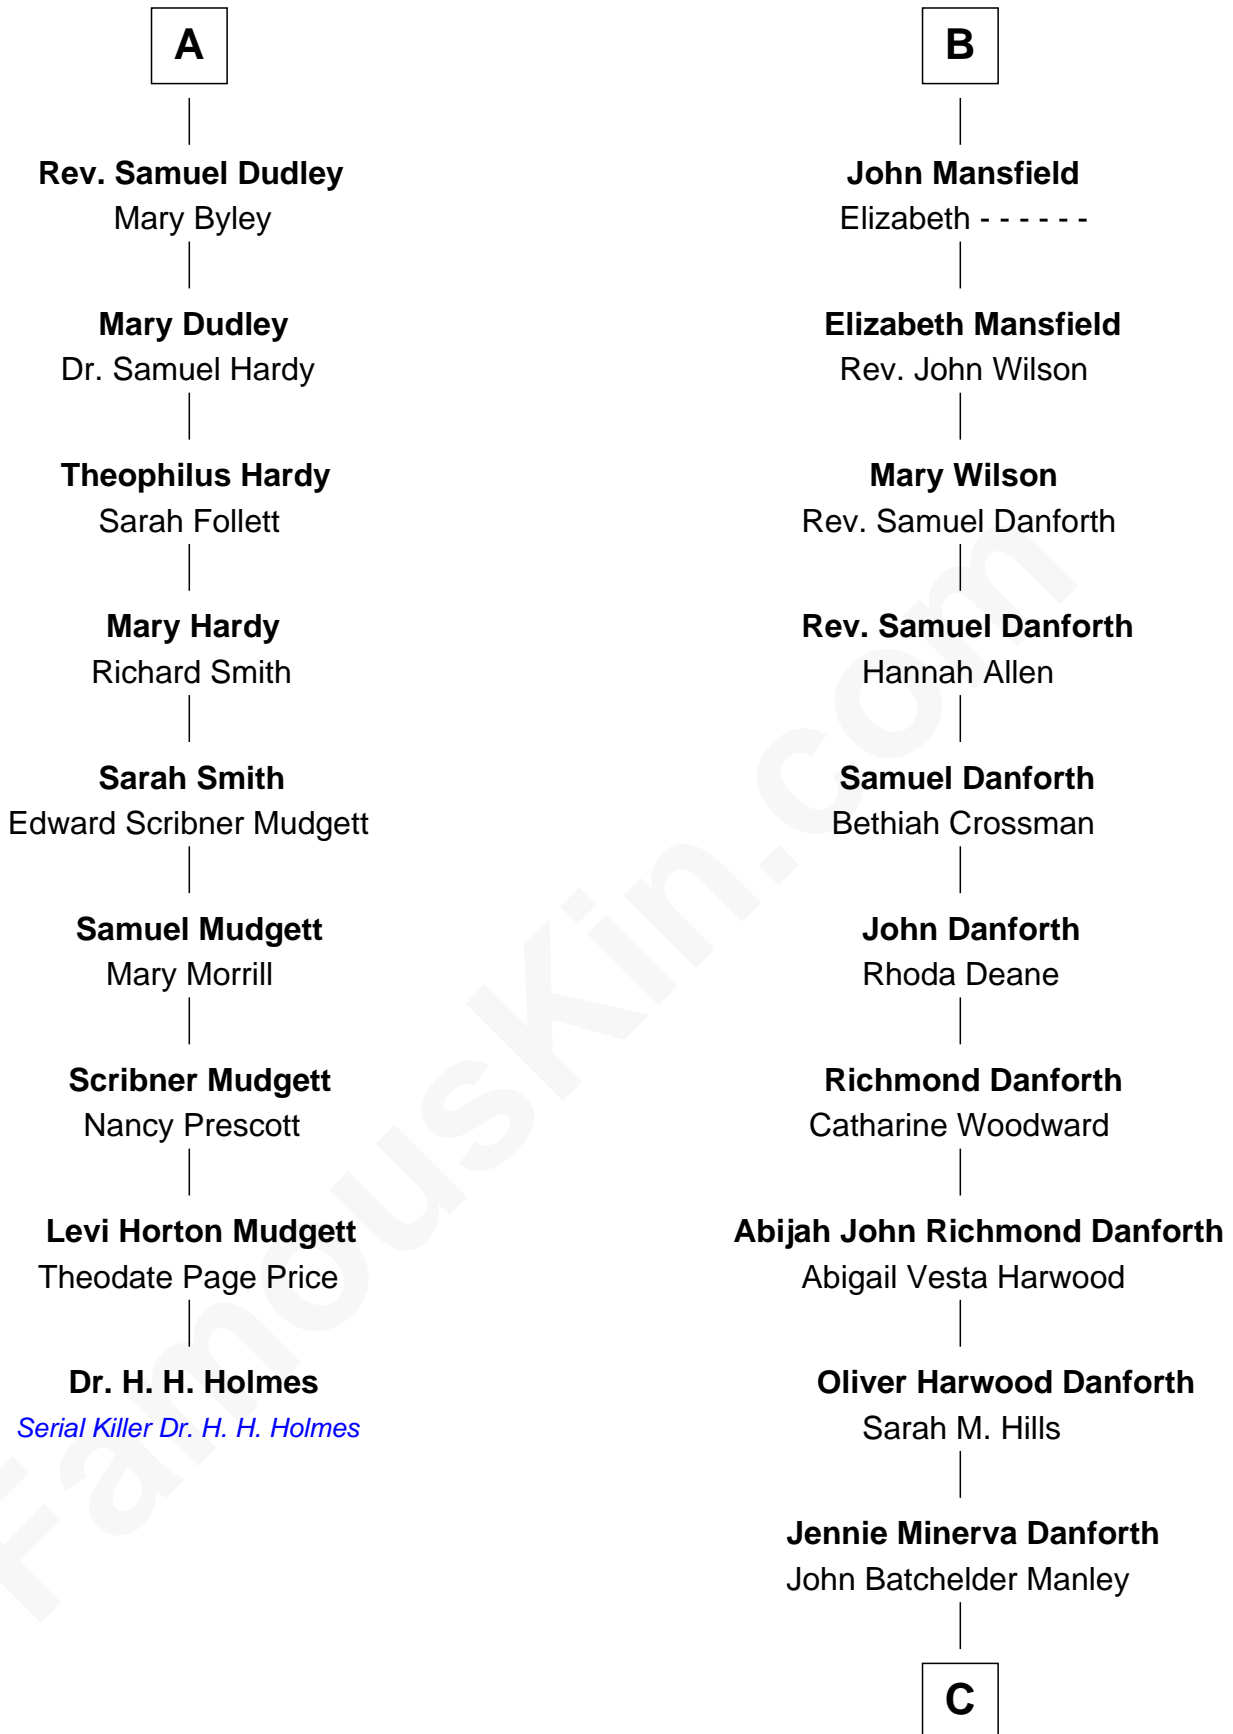 A
Rev. Samuel Dudley
Mary Byley
Mary Dudley
Dr. Samuel Hardy
Theophilus Hardy
Sarah Follett
Mary Hardy
Richard Smith
Sarah Smith
Edward Scribner Mudgett
Samuel Mudgett
Mary Morrill
Scribner Mudgett
Nancy Prescott
Levi Horton Mudgett
Theodate Page Price
Dr. H. H. Holmes
Serial Killer Dr. H. H. Holmes
B
John Mansfield
Elizabeth - - - - - -
Elizabeth Mansfield
Rev. John Wilson
Mary Wilson
Rev. Samuel Danforth
Rev. Samuel Danforth
Hannah Allen
Samuel Danforth
Bethiah Crossman
John Danforth
Rhoda Deane
Richmond Danforth
Catharine Woodward
Abijah John Richmond Danforth
Abigail Vesta Harwood
Oliver Harwood Danforth
Sarah M. Hills
Jennie Minerva Danforth
John Batchelder Manley
C
FamousKin.com